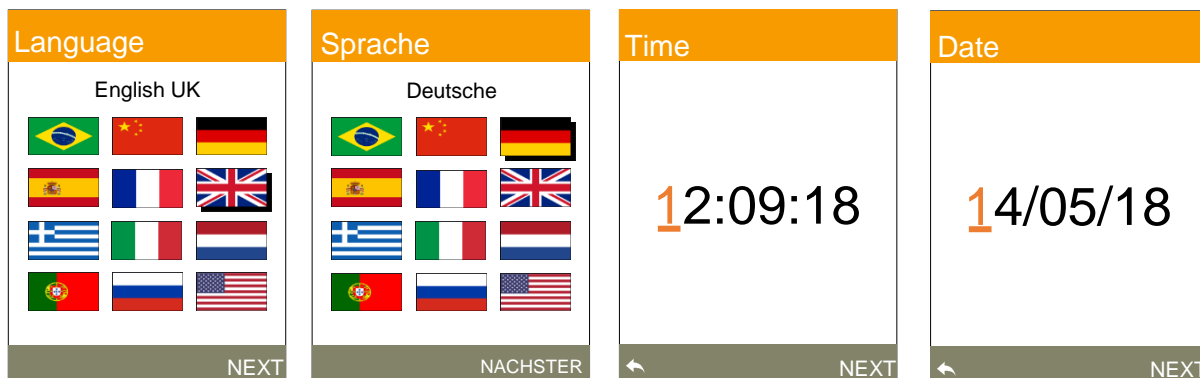 Language
English UK
NEXT
Sprache
Deutsche
NACHSTER
Time
12:09:18
NEXT
Date
14/05/18
NEXT